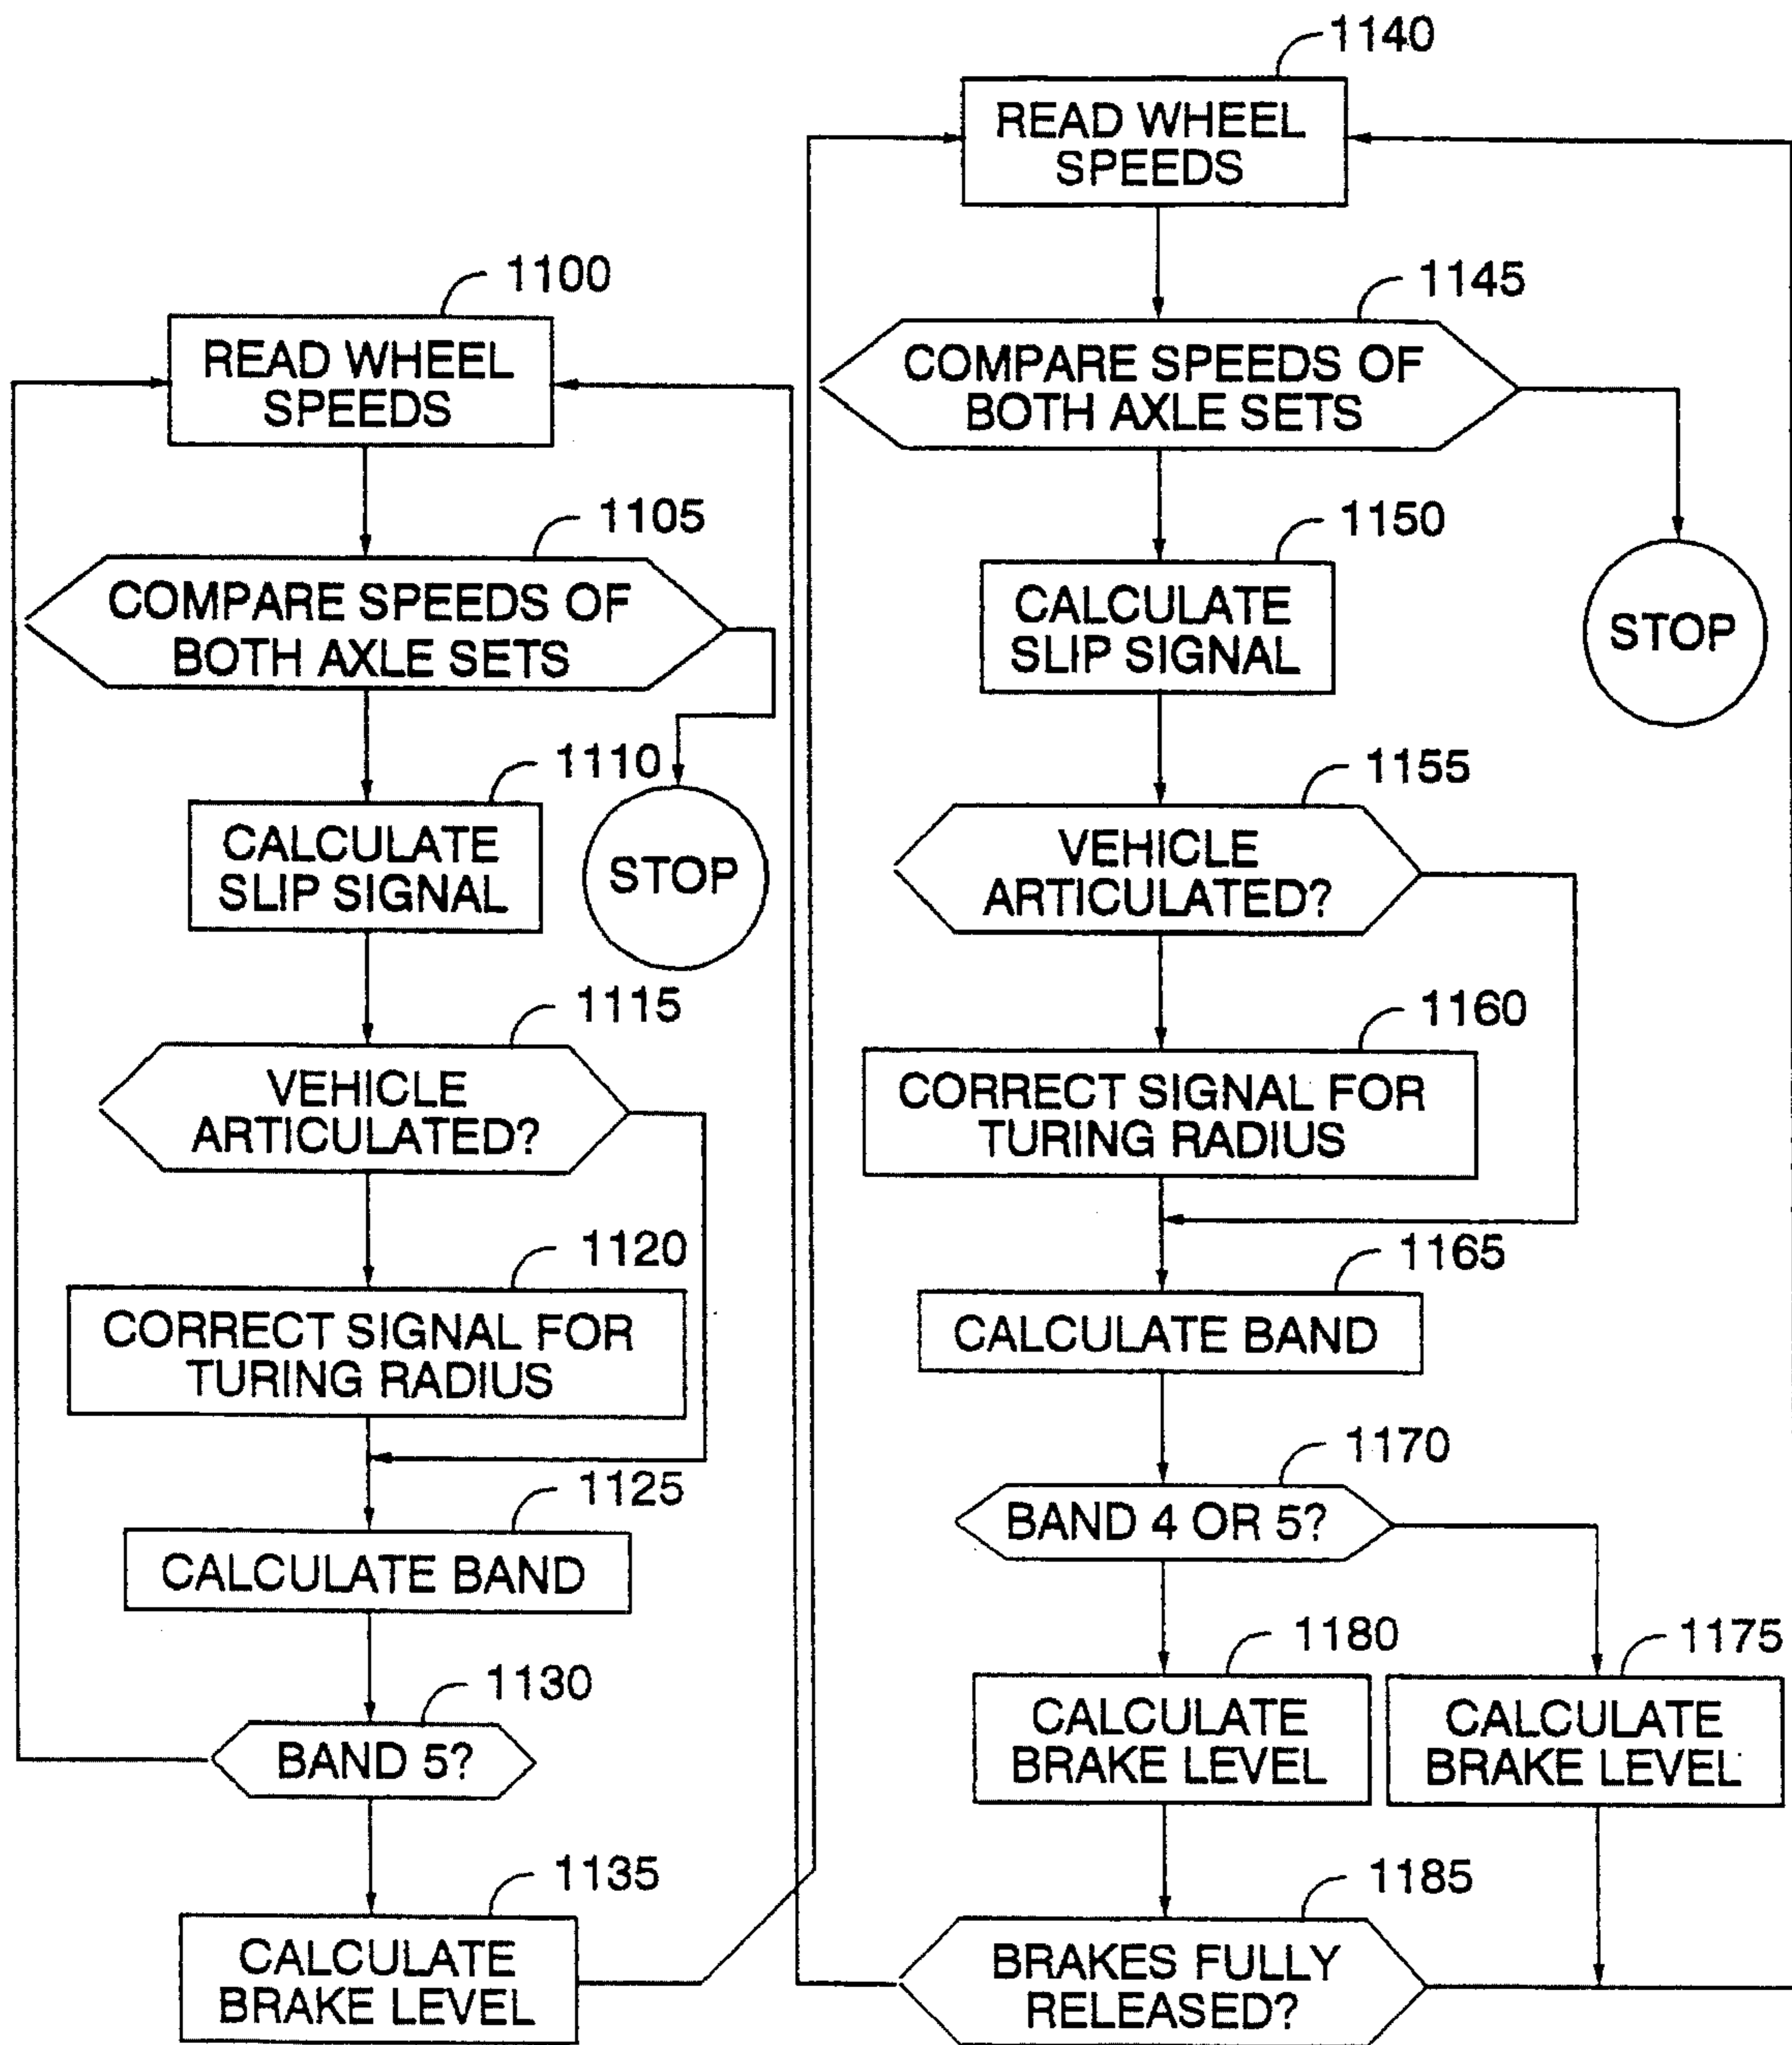 1100
READ WHEEL
SPEEDS
1105
COMPARE SPEEDS OF
BOTH AXLE SETS
1110
CALCULATE
SLIP SIGNAL
STOP
1115
VEHICLE
ARTICULATED?
1120
CORRECT SIGNAL FOR
TURING RADIUS
1125
CALCULATE BAND
1130
BAND 5?
1135
CALCULATE
BRAKE LEVEL
1140
READ WHEEL
SPEEDS
1145
COMPARE SPEEDS OF
BOTH AXLE SETS
1150
CALCULATE
SLIP SIGNAL
STOP
1155
VEHICLE
ARTICULATED?
1160
CORRECT SIGNAL FOR
TURING RADIUS
1165
CALCULATE BAND
1170
BAND 4 OR 5?
1180
CALCULATE
BRAKE LEVEL
1175
CALCULATE
BRAKE LEVEL
1185
BRAKES FULLY
RELEASED?